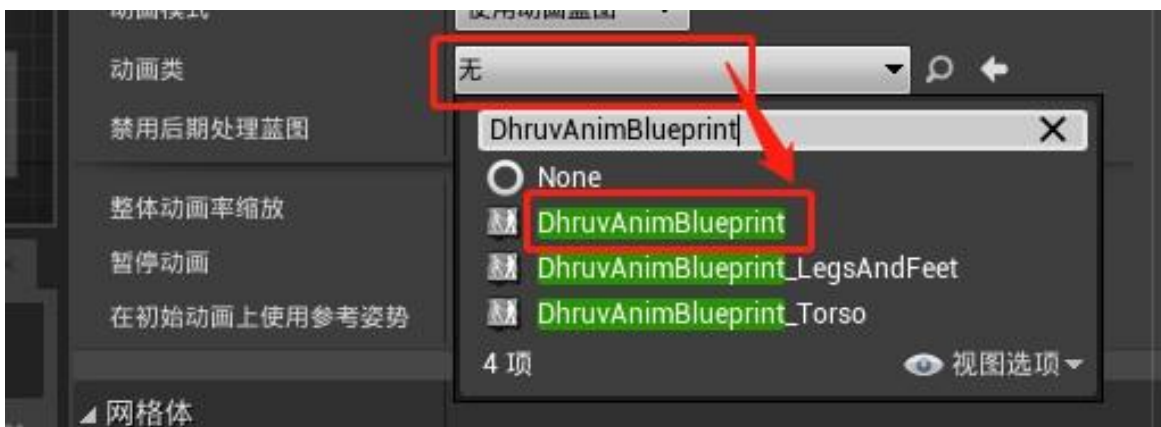 动画模式 使用动画蓝图
动画类 无
禁用后期处理蓝图 DhruvAnimBlueprint
None
整体动画率缩放 DhruvAnimBlueprint
暂停动画 DhruvAnimBlueprint_LegsAndFeet
在初始动画上使用参考姿势 DhruvAnimBlueprint_Torso
4 项 视图选项
网格体